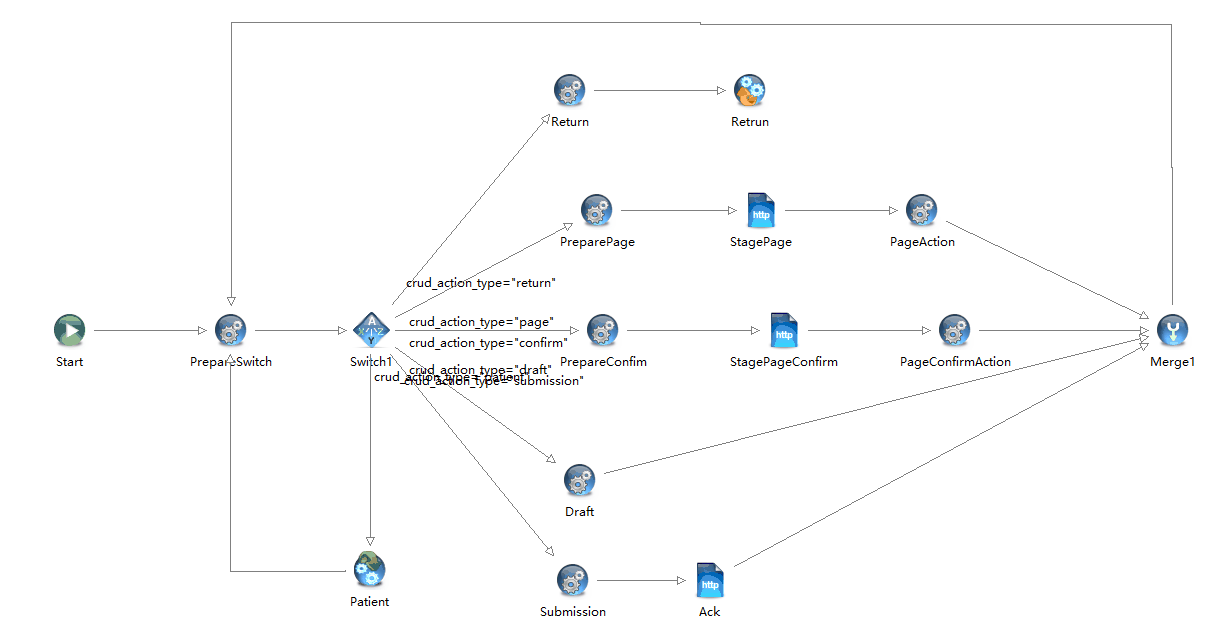 Return
Retrun
PreparePage
http
StagePage
PageAction
crud_action_type="return"
crud_action_type="page"
crud_action_type="confirm"
Start
PrepareSwitch
A
X
Z
Y
Switch1
PrepareConfim
http
StagePageConfirm
PageConfirmAction
Merge1
crud_action_type="draft"
crud_action_type="patient"
crud_action_type="submission"
Draft
Patient
Submission
http
Ack